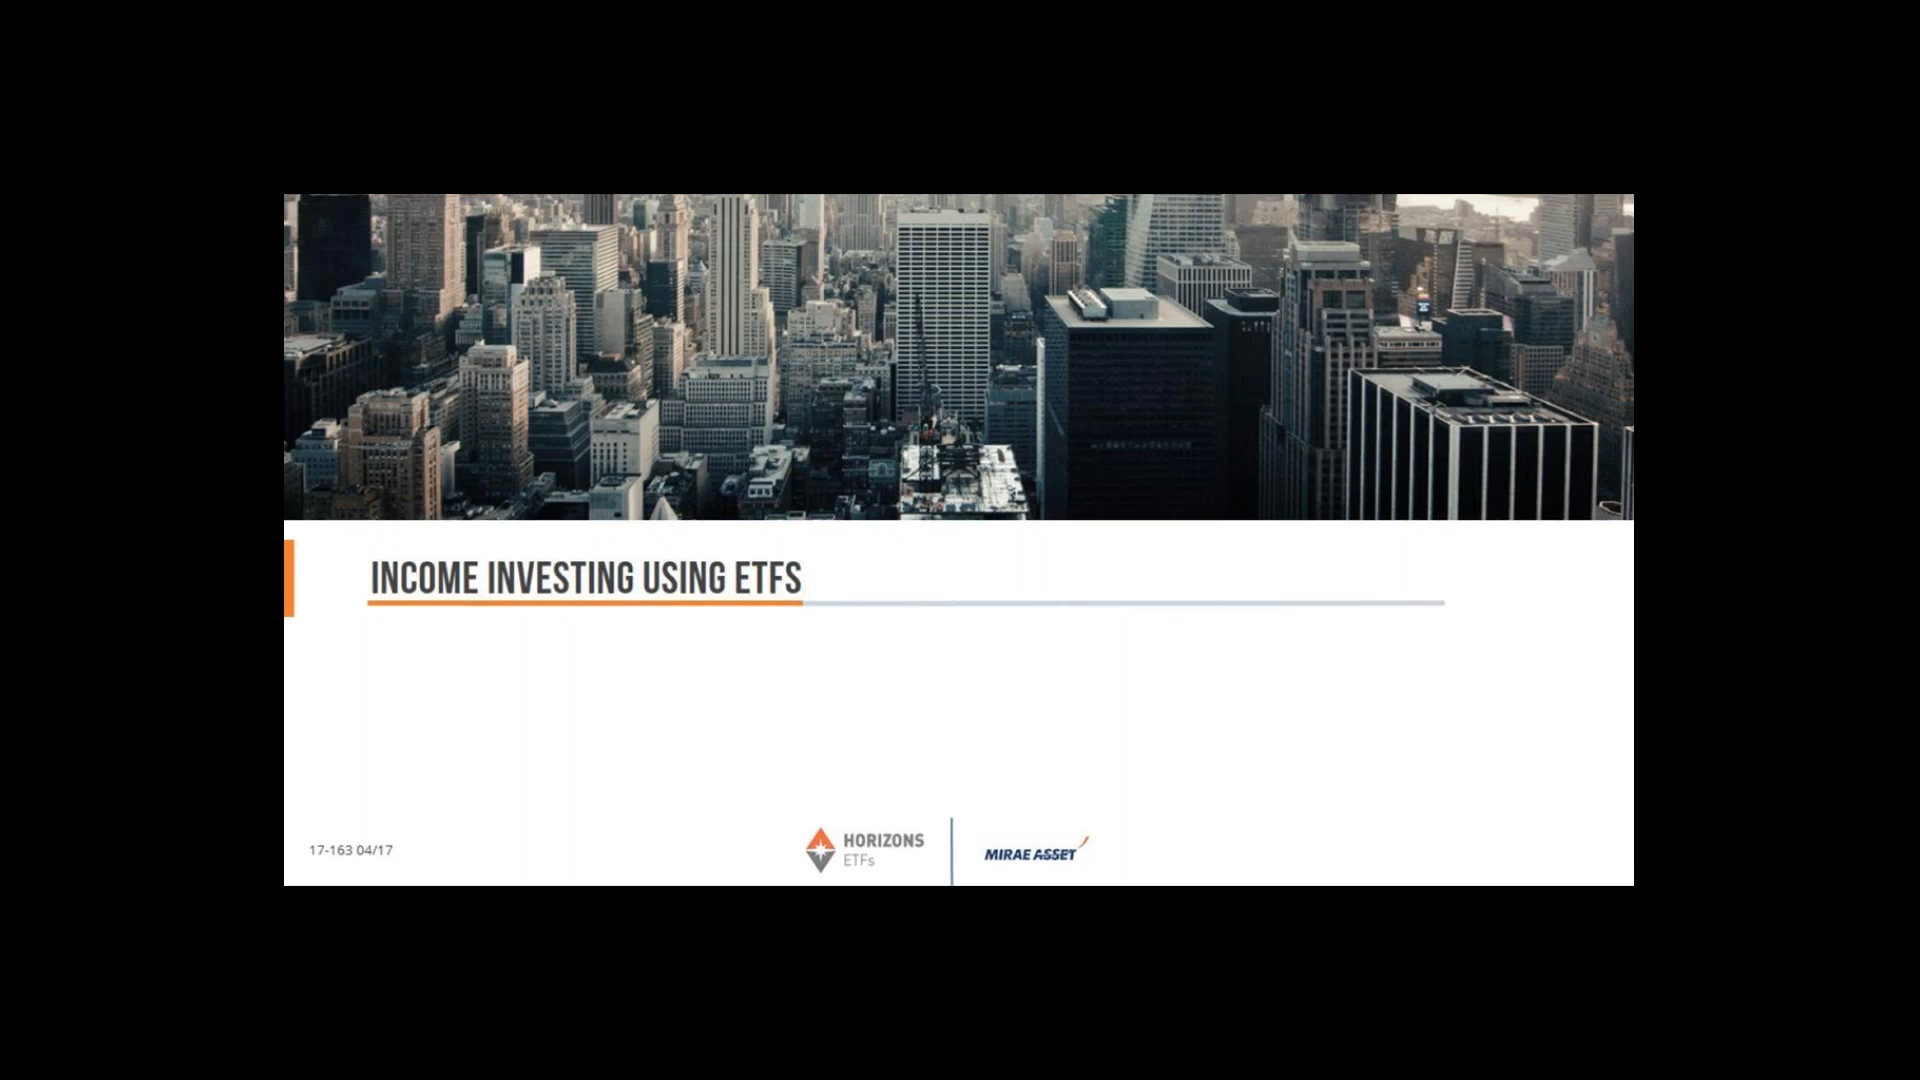 INCOME INVESTING USING ETFS
17-163 04/17
HORIZONS
ETFs
MIRAE ASSET